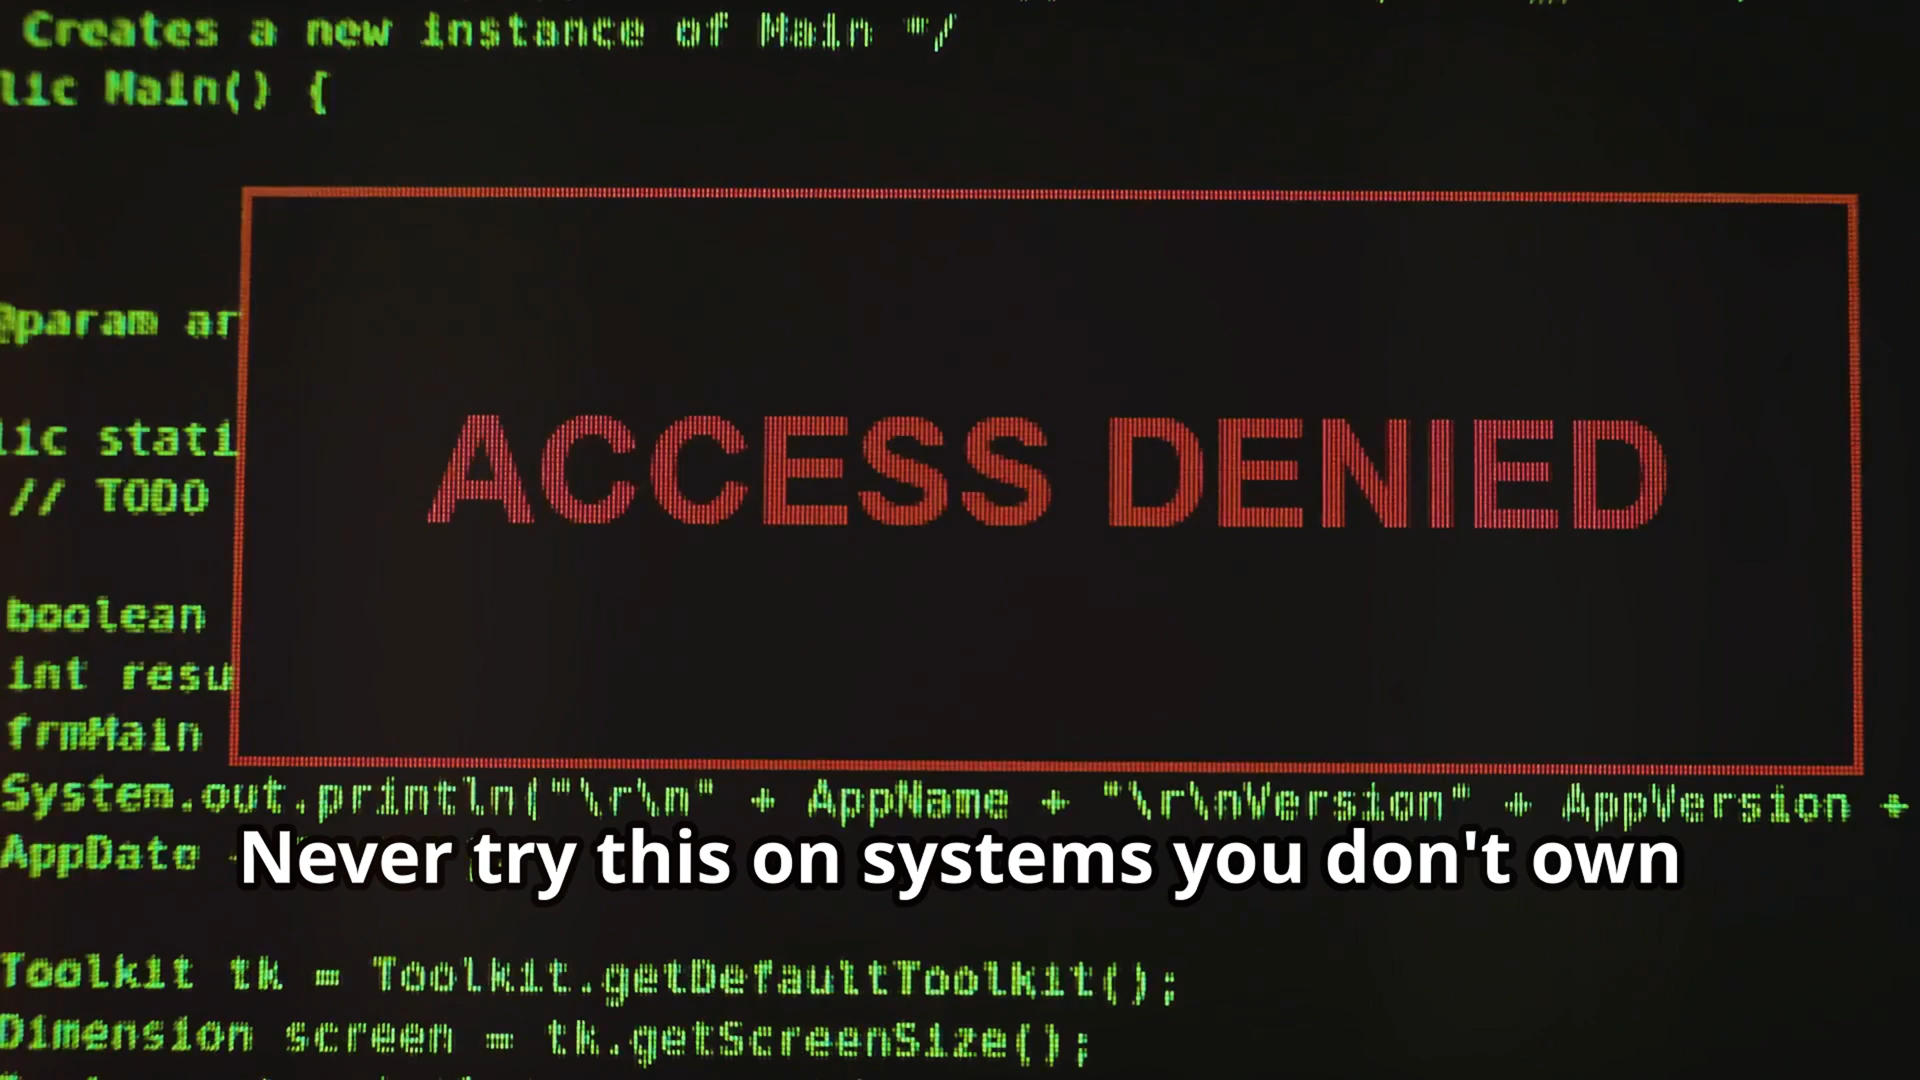 Creates a new instance of Main */
lic Main() {
@param ar
lic stati
// TODO
ACCESS DENIED
boolean
int resu
frmMain
System.out.println("\r\n" + AppName + "\r\nVersion" + AppVersion +
AppDate
Never try this on systems you don't own
Toolkit tk = Toolkit.getDefaultToolkit();
Dimension screen = tk.getScreenSize();